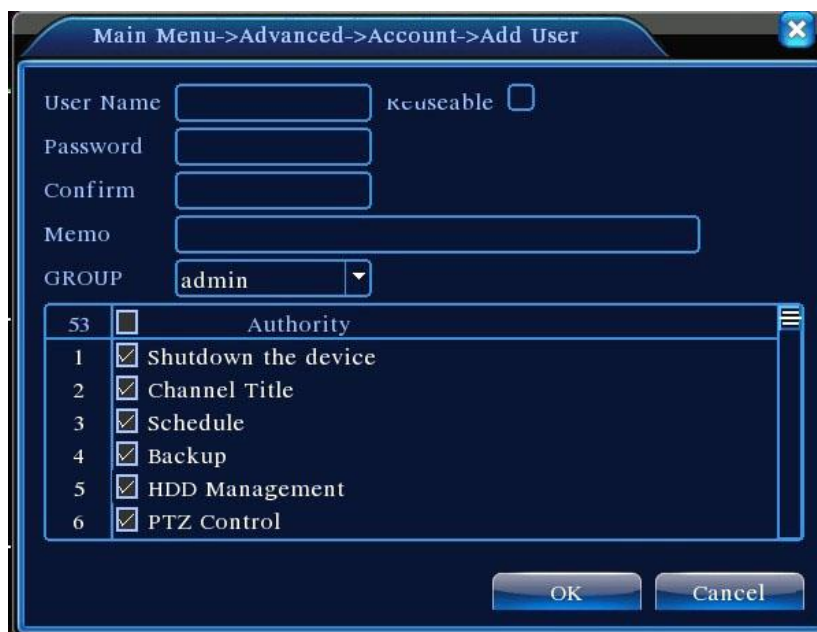 Main Menu->Advanced->Account->Add User
User Name Reuseable
Password
Confirm
Memo
GROUP admin
53 Authority
1 Shutdown the device
2 Channel Title
3 Schedule
4 Backup
5 HDD Management
6 PTZ Control
OK Cancel